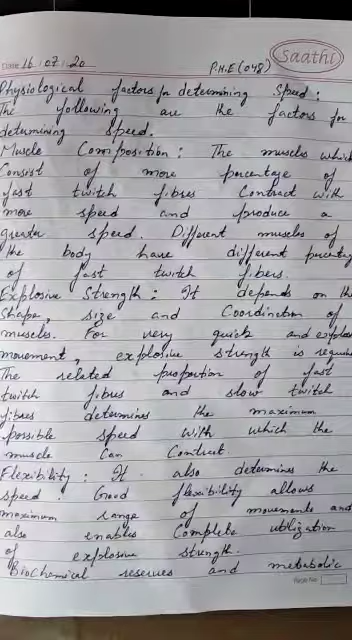 Saathi
Date 16 / 07 / 20 P.H.E (048)
Physiological factors for determining speed:
The following are the factors for
determining speed.
Muscle Composition: The muscles which
Consist of more percentage of
fast twitch fibres Contract with
more speed and produce a
greater speed. Different muscles of
the body have different
of fast twitch fibers.
Explosive Strength: It depends on the
Shape, size and Coordination of
muscles. For very quick and
movement, explosive strength is
The related proportion of fast
twitch fibres and slow twitch
fibres determines the maximum
possible speed with which the
muscle Can Contract.
Flexibility: It also determines the
speed. Good flexibility allows
maximum range of movements and
also enables Complete utilization
of explosive strength.
BioChemical reserves and metabolic
Page No.